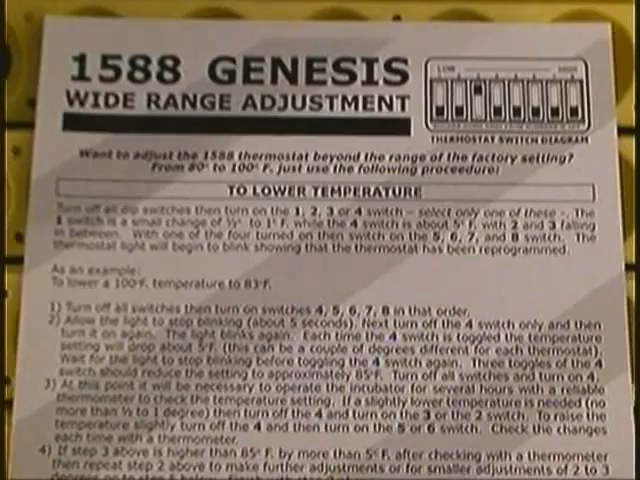 1588 GENESIS
WIDE RANGE ADJUSTMENT
LOW HIGH
THERMOSTAT SWITCH DIAGRAM
Want to adjust the 1588 thermostat beyond the range of the factory setting?
From 80° to 100° F. just use the following proceedure:
TO LOWER TEMPERATURE
Turn off all dip switches then turn on the 1, 2, 3 or 4 switch – select only one of these -. The
1 switch is a small change of ½° to 1° F. while the 4 switch is about 5° F. with 2 and 3 falling
in between. With one of the four turned on then switch on the 5, 6, 7, and 8 switch. The
thermostat light will begin to blink showing that the thermostat has been reprogrammed.
As an example:
To lower a 100°F. temperature to 83°F.
1) Turn off all switches then turn on switches 4, 5, 6, 7, 8 in that order.
2) Allow the light to stop blinking (about 5 seconds). Next turn off the 4 switch only and then
turn it on again. The light blinks again. Each time the 4 switch is toggled the temperature
setting will drop about 5°F. (this can be a couple of degrees different for each thermostat).
Wait for the light to stop blinking before toggling the 4 switch again. Three toggles of the 4
switch should reduce the setting to approximately 85°F. Turn off all switches and turn on 4.
3) At this point it will be necessary to operate the incubator for several hours with a reliable
thermometer to check the temperature setting. If a slightly lower temperature is needed (no
more than ½ to 1 degree) then turn off the 4 and turn on the 3 or the 2 switch. To raise the
temperature slightly turn off the 4 and then turn on the 5 or 6 switch. Check the changes
each time with a thermometer.
4) If step 3 above is higher than 85° F. by more than 5° F. after checking with a thermometer
then repeat step 2 above to make further adjustments or for smaller adjustments of 2 to 3